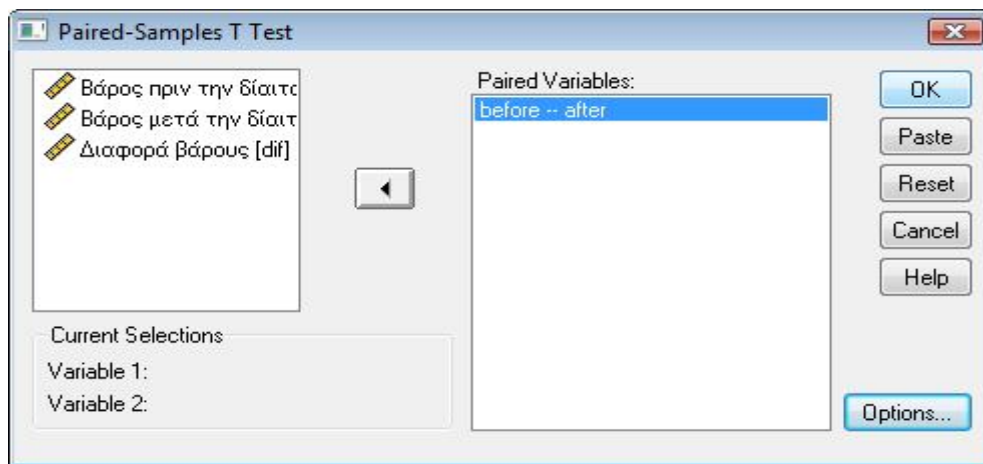 Paired-Samples T Test
Βάρος πριν την δίαιτα
Βάρος μετά την δίαιτ
Διαφορά βάρους [dif]
Paired Variables:
before -- after
OK
Paste
Reset
Cancel
Help
Current Selections
Variable 1:
Variable 2:
Options...